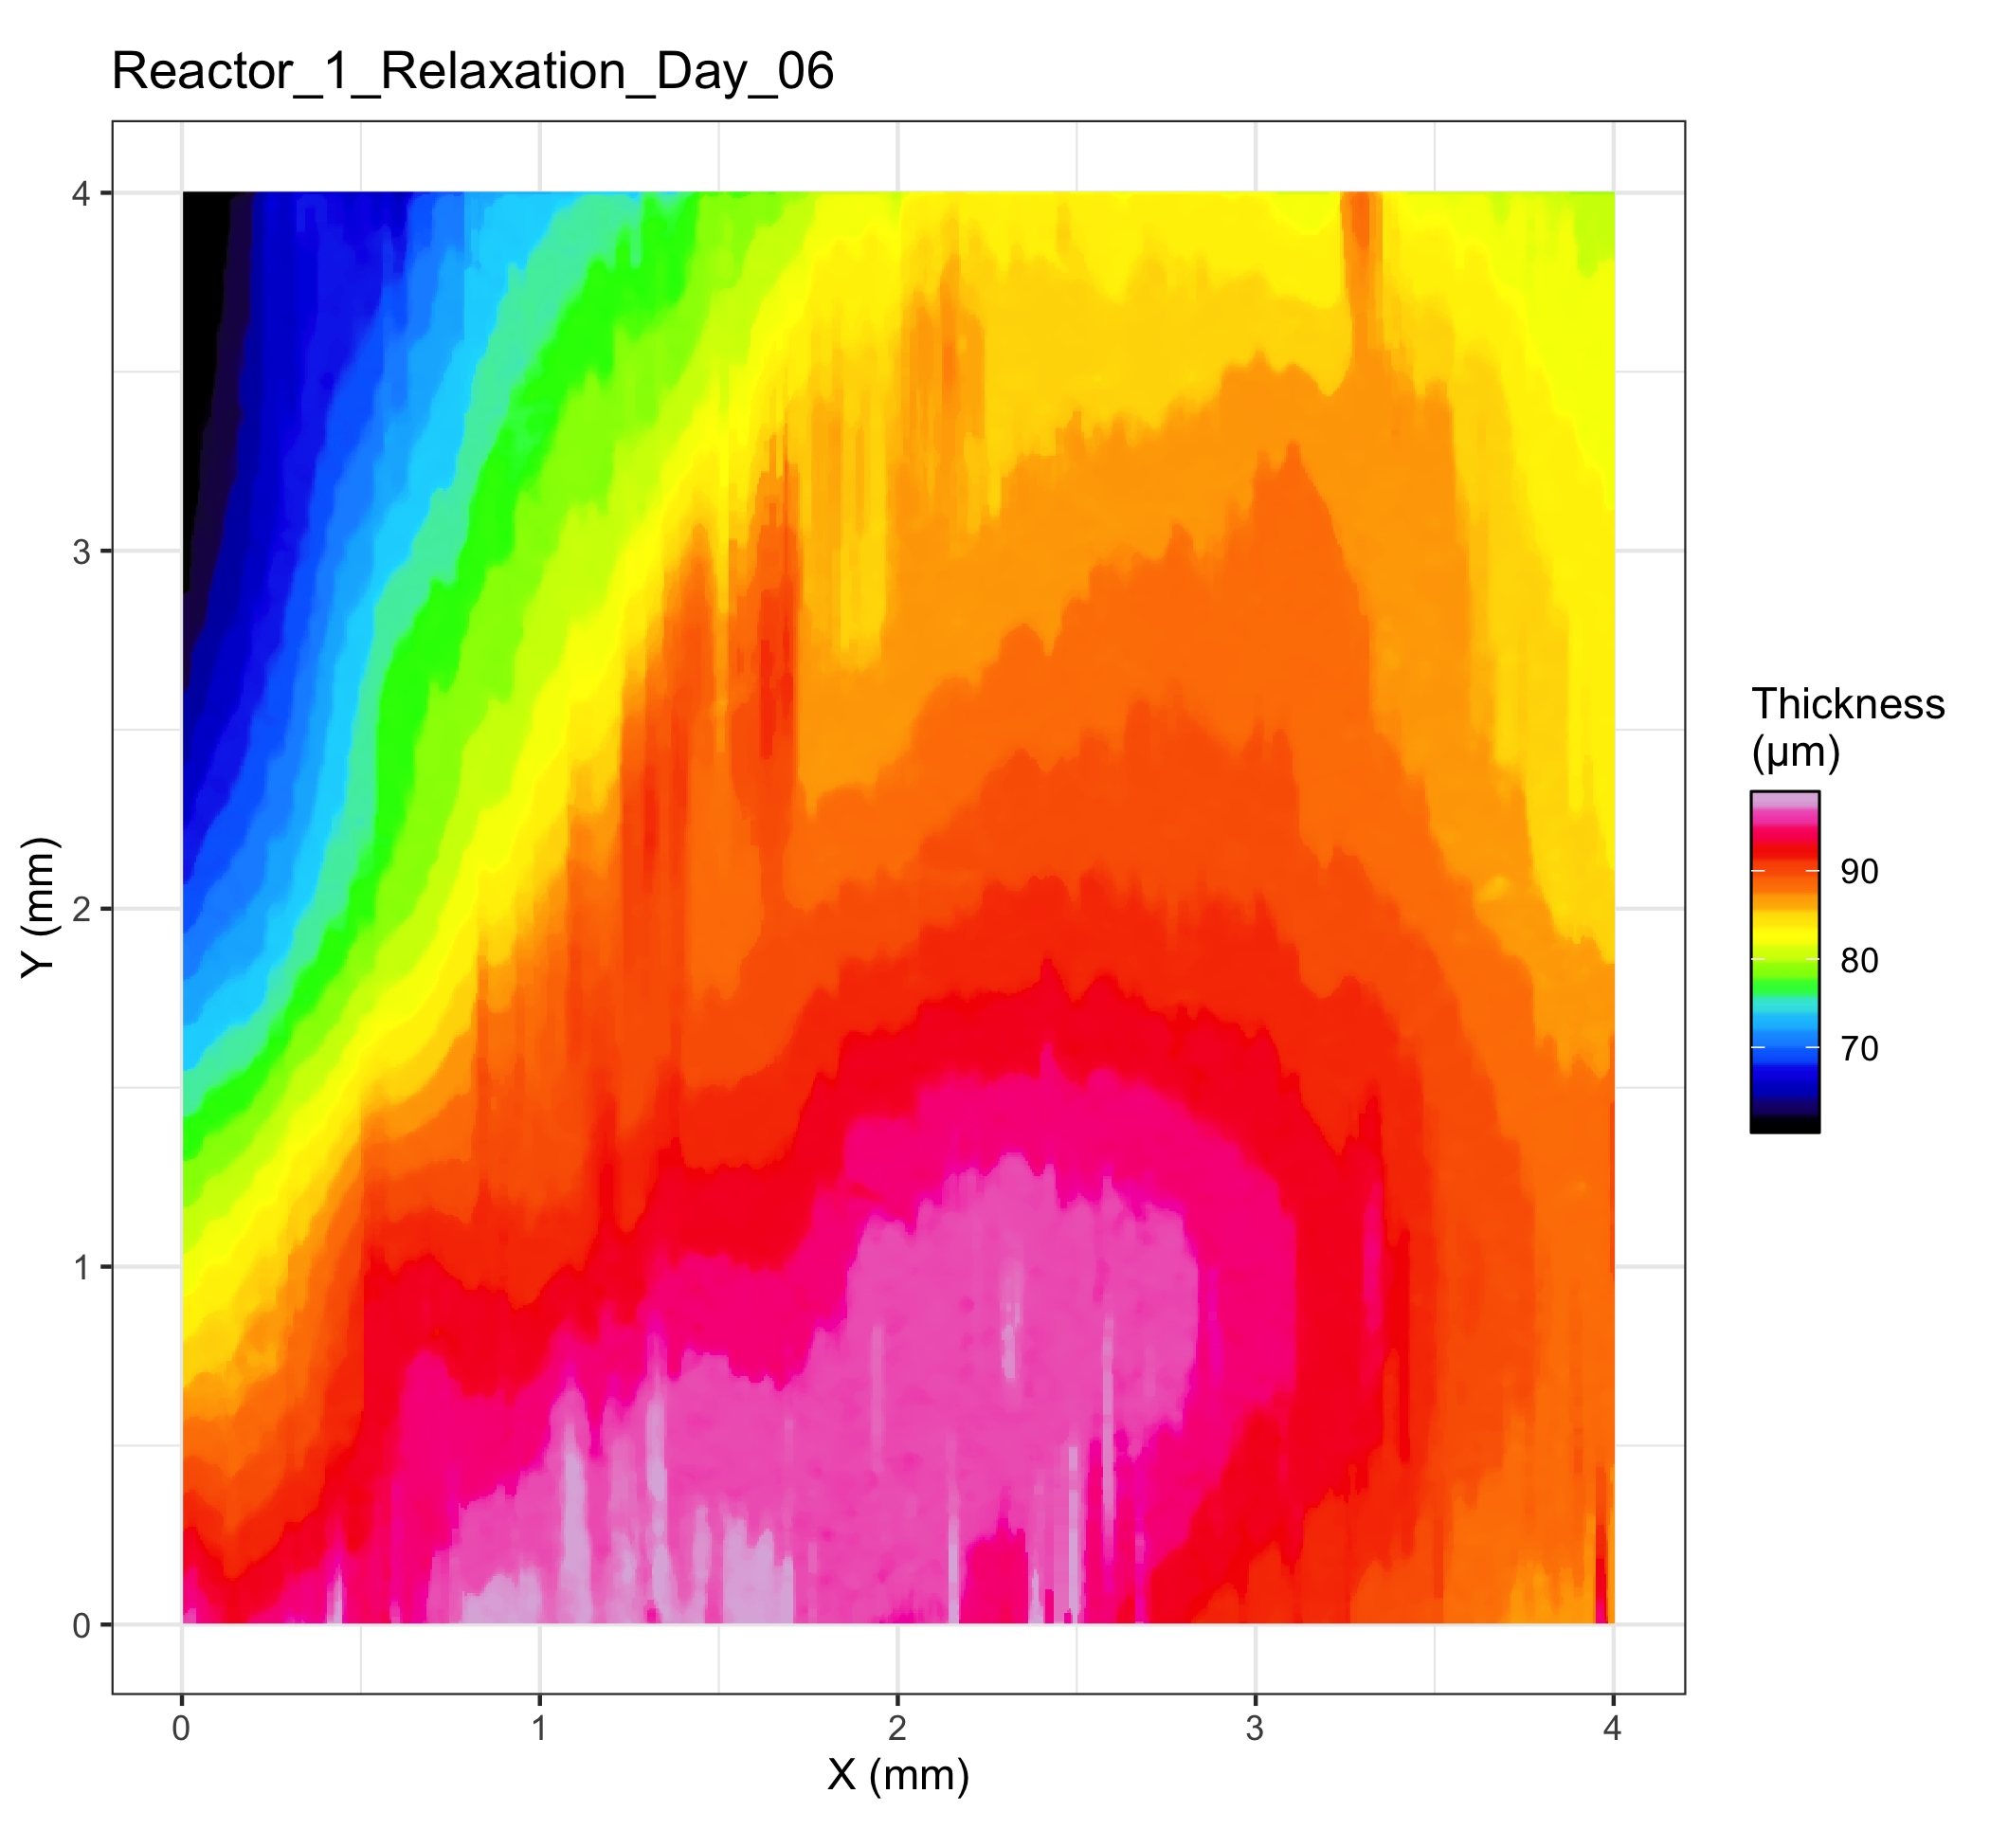 Reactor_1_Relaxation_Day_06
4
3
2
1
0
Y (mm)
0 1 2 3 4
X (mm)
Thickness
(μm)
90
80
70